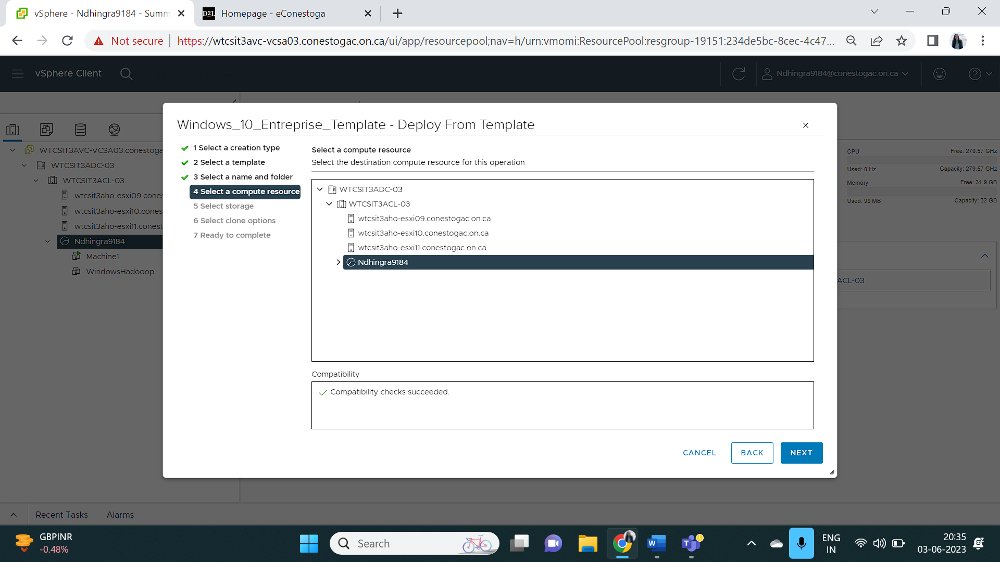 vSphere - Ndhingra9184 - Summ
D2L Homepage - eConestoga
Not secure https://wtcsit3avc-vcsa03.conestogac.on.ca/ui/app/resourcepool;nav=h/urn:vmomi:ResourcePool:resgroup-19151:234de5bc-8cec-4c47...
vSphere Client
Ndhingra9184@conestogac.on.ca
WTCSIT3AVC-VCSA03.conestoga
WTCSIT3ADC-03
WTCSIT3ACL-03
wtcsit3aho-esxi09.cones
wtcsit3aho-esxi10.cones
wtcsit3aho-esxi11.conest
Ndhingra9184
Machine1
WindowsHadooop
Windows_10_Entreprise_Template - Deploy From Template
1 Select a creation type
2 Select a template
3 Select a name and folder
4 Select a compute resource
5 Select storage
6 Select clone options
7 Ready to complete
Select a compute resource
Select the destination compute resource for this operation
WTCSIT3ADC-03
WTCSIT3ACL-03
wtcsit3aho-esxi09.conestogac.on.ca
wtcsit3aho-esxi10.conestogac.on.ca
wtcsit3aho-esxi11.conestogac.on.ca
Ndhingra9184
Compatibility
Compatibility checks succeeded.
CANCEL
BACK
NEXT
CPU
Free: 279.57 GHz
Used: 0 Hz
Capacity: 279.57 GHz
Memory
Free: 31.9 GB
Used: 98 MB
Capacity: 32 GB
ACL-03
Recent Tasks
Alarms
GBPINR
-0.48%
Search
ENG
IN
20:35
03-06-2023